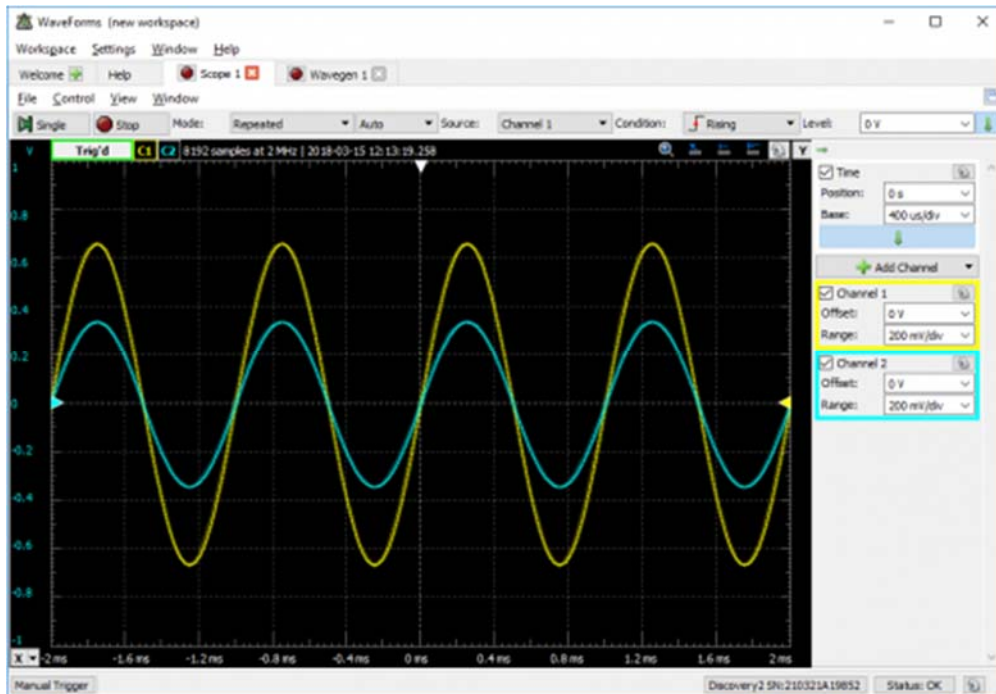 WaveForms (new workspace)
Workspace Settings Window Help
Welcome Help Scope 1 Wavegen 1
File Control View Window
Single Stop Mode: Repeated Auto Source: Channel 1 Condition: Rising Level: 0 V
V Trig'd C1 C2 8192 samples at 2 MHz | 2018-03-15 12:13:19.258 Y
1
0.8
0.6
0.4
0.2
0
-0.2
-0.4
-0.6
-0.8
-1
X -2 ms -1.6 ms -1.2 ms -0.8 ms -0.4 ms 0 ms 0.4 ms 0.8 ms 1.2 ms 1.6 ms 2 ms
Time
Position: 0 s
Base: 400 us/div
Add Channel
Channel 1
Offset: 0 V
Range: 200 mV/div
Channel 2
Offset: 0 V
Range: 200 mV/div
Manual Trigger Discovery2 SN:210321A19852 Status: OK